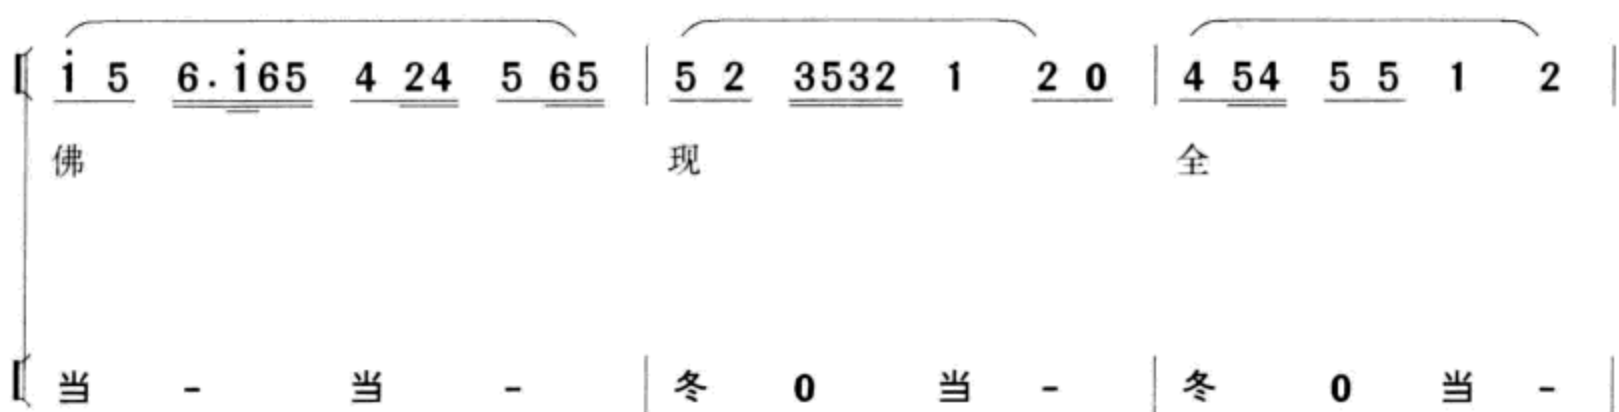 i 5 6.i65 4 24 5 65 | 5 2 3532 1 2 0 | 4 54 5 5 1 2 |
佛 现 全
当 - 当 - | 冬 0 当 - | 冬 0 当 - |